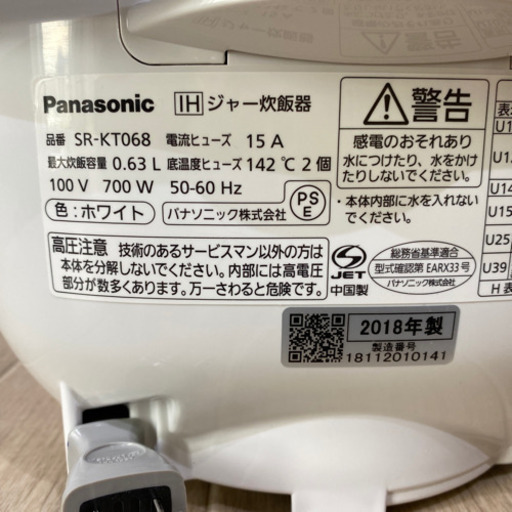 Panasonic IHジャー炊飯器
品番 SR-KT068 電流ヒューズ 15 A
最大炊飯容量 0.63 L 底温度ヒューズ 142 ℃ 2 個
100 V 700 W 50-60 Hz
色：ホワイト パナソニック株式会社
PS
E
高圧注意 技術のあるサービスマン以外の方は
本体を分解しないでください。内部には高電圧
部分が数多くあります。万一さわると危険です。
警告
感電のおそれあり
水につけたり、水をかけ
たりしないでください。
・本体内部に水を入れない
でください。
JET
中国製
総務省基準適合
型式確認第 EARX33号
パナソニック株式会社
2018年製
製造番号
18112010141
U14
U15
U25
U39